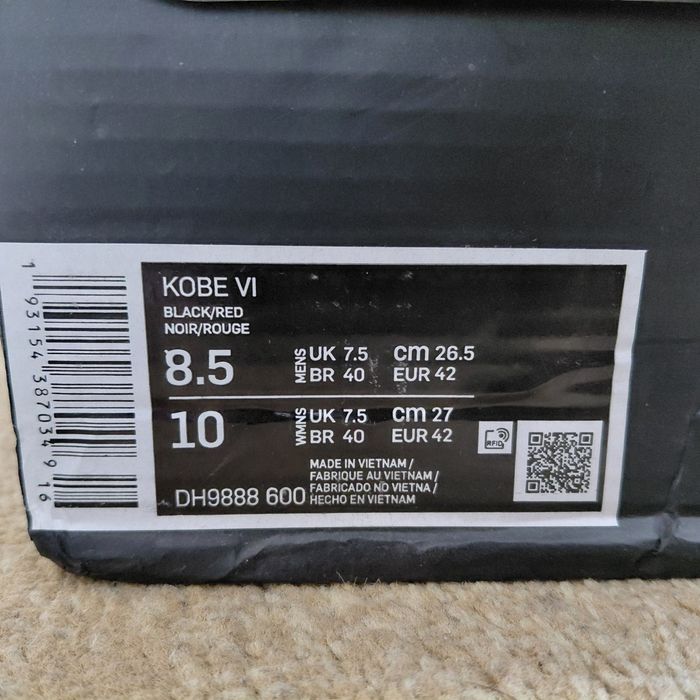 1 93154 38703 4 9 16
KOBE VI
BLACK/RED
NOIR/ROUGE
8.5 MENS UK 7.5 cm 26.5
BR 40 EUR 42
10 WMNS UK 7.5 cm 27
BR 40 EUR 42
RFID
MADE IN VIETNAM /
FABRIQUE AU VIETNAM /
FABRICADO NO VIETNA /
DH9888 600 HECHO EN VIETNAM